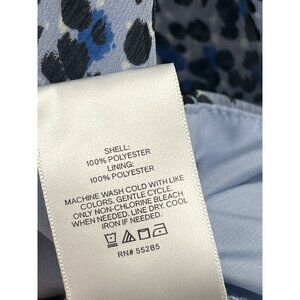 SHELL:
100% POLYESTER
LINING:
100% POLYESTER
MACHINE WASH COLD WITH LIKE
COLORS. GENTLE CYCLE.
ONLY NON-CHLORINE BLEACH
WHEN NEEDED. LINE DRY. COOL
IRON IF NEEDED.
RN# 55285